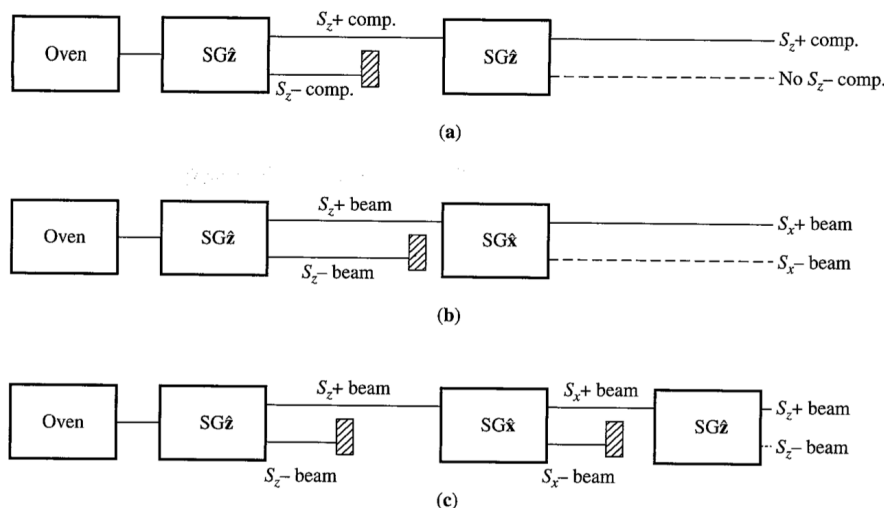 S_z+ comp.
Oven
SGẑ
SGẑ
S_z+ comp.
S_z– comp.
No S_z– comp.
(a)
S_z+ beam
Oven
SGẑ
SGx̂
S_x+ beam
S_z– beam
S_x– beam
(b)
S_z+ beam
S_x+ beam
Oven
SGẑ
SGx̂
SGẑ
S_z+ beam
S_z– beam
S_z– beam
S_x– beam
(c)